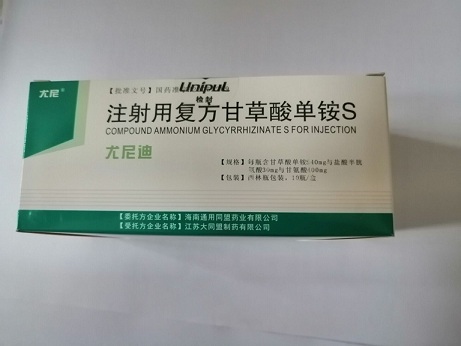 尤尼®
【批准文号】国药准
Unipul
检封
注射用复方甘草酸单铵S
COMPOUND AMMONIUM GLYCYRRHIZINATE S FOR INJECTION
尤尼迪
【规格】每瓶含甘草酸单铵S40mg与盐酸半胱
氨酸30mg与甘氨酸400mg
【包装】西林瓶包装，10瓶/盒
【委托方企业名称】海南通用同盟药业有限公司
【受托方企业名称】江苏大同盟制药有限公司